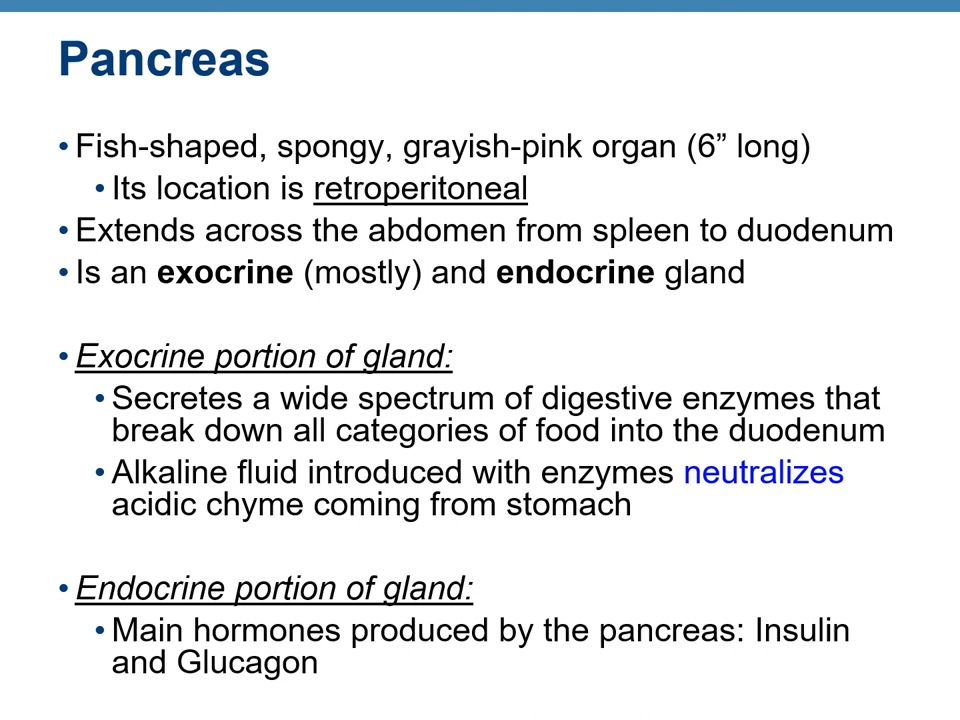 Pancreas
• Fish-shaped, spongy, grayish-pink organ (6” long)
• Its location is retroperitoneal
• Extends across the abdomen from spleen to duodenum
• Is an exocrine (mostly) and endocrine gland
• Exocrine portion of gland:
• Secretes a wide spectrum of digestive enzymes that
break down all categories of food into the duodenum
• Alkaline fluid introduced with enzymes neutralizes
acidic chyme coming from stomach
• Endocrine portion of gland:
• Main hormones produced by the pancreas: Insulin
and Glucagon